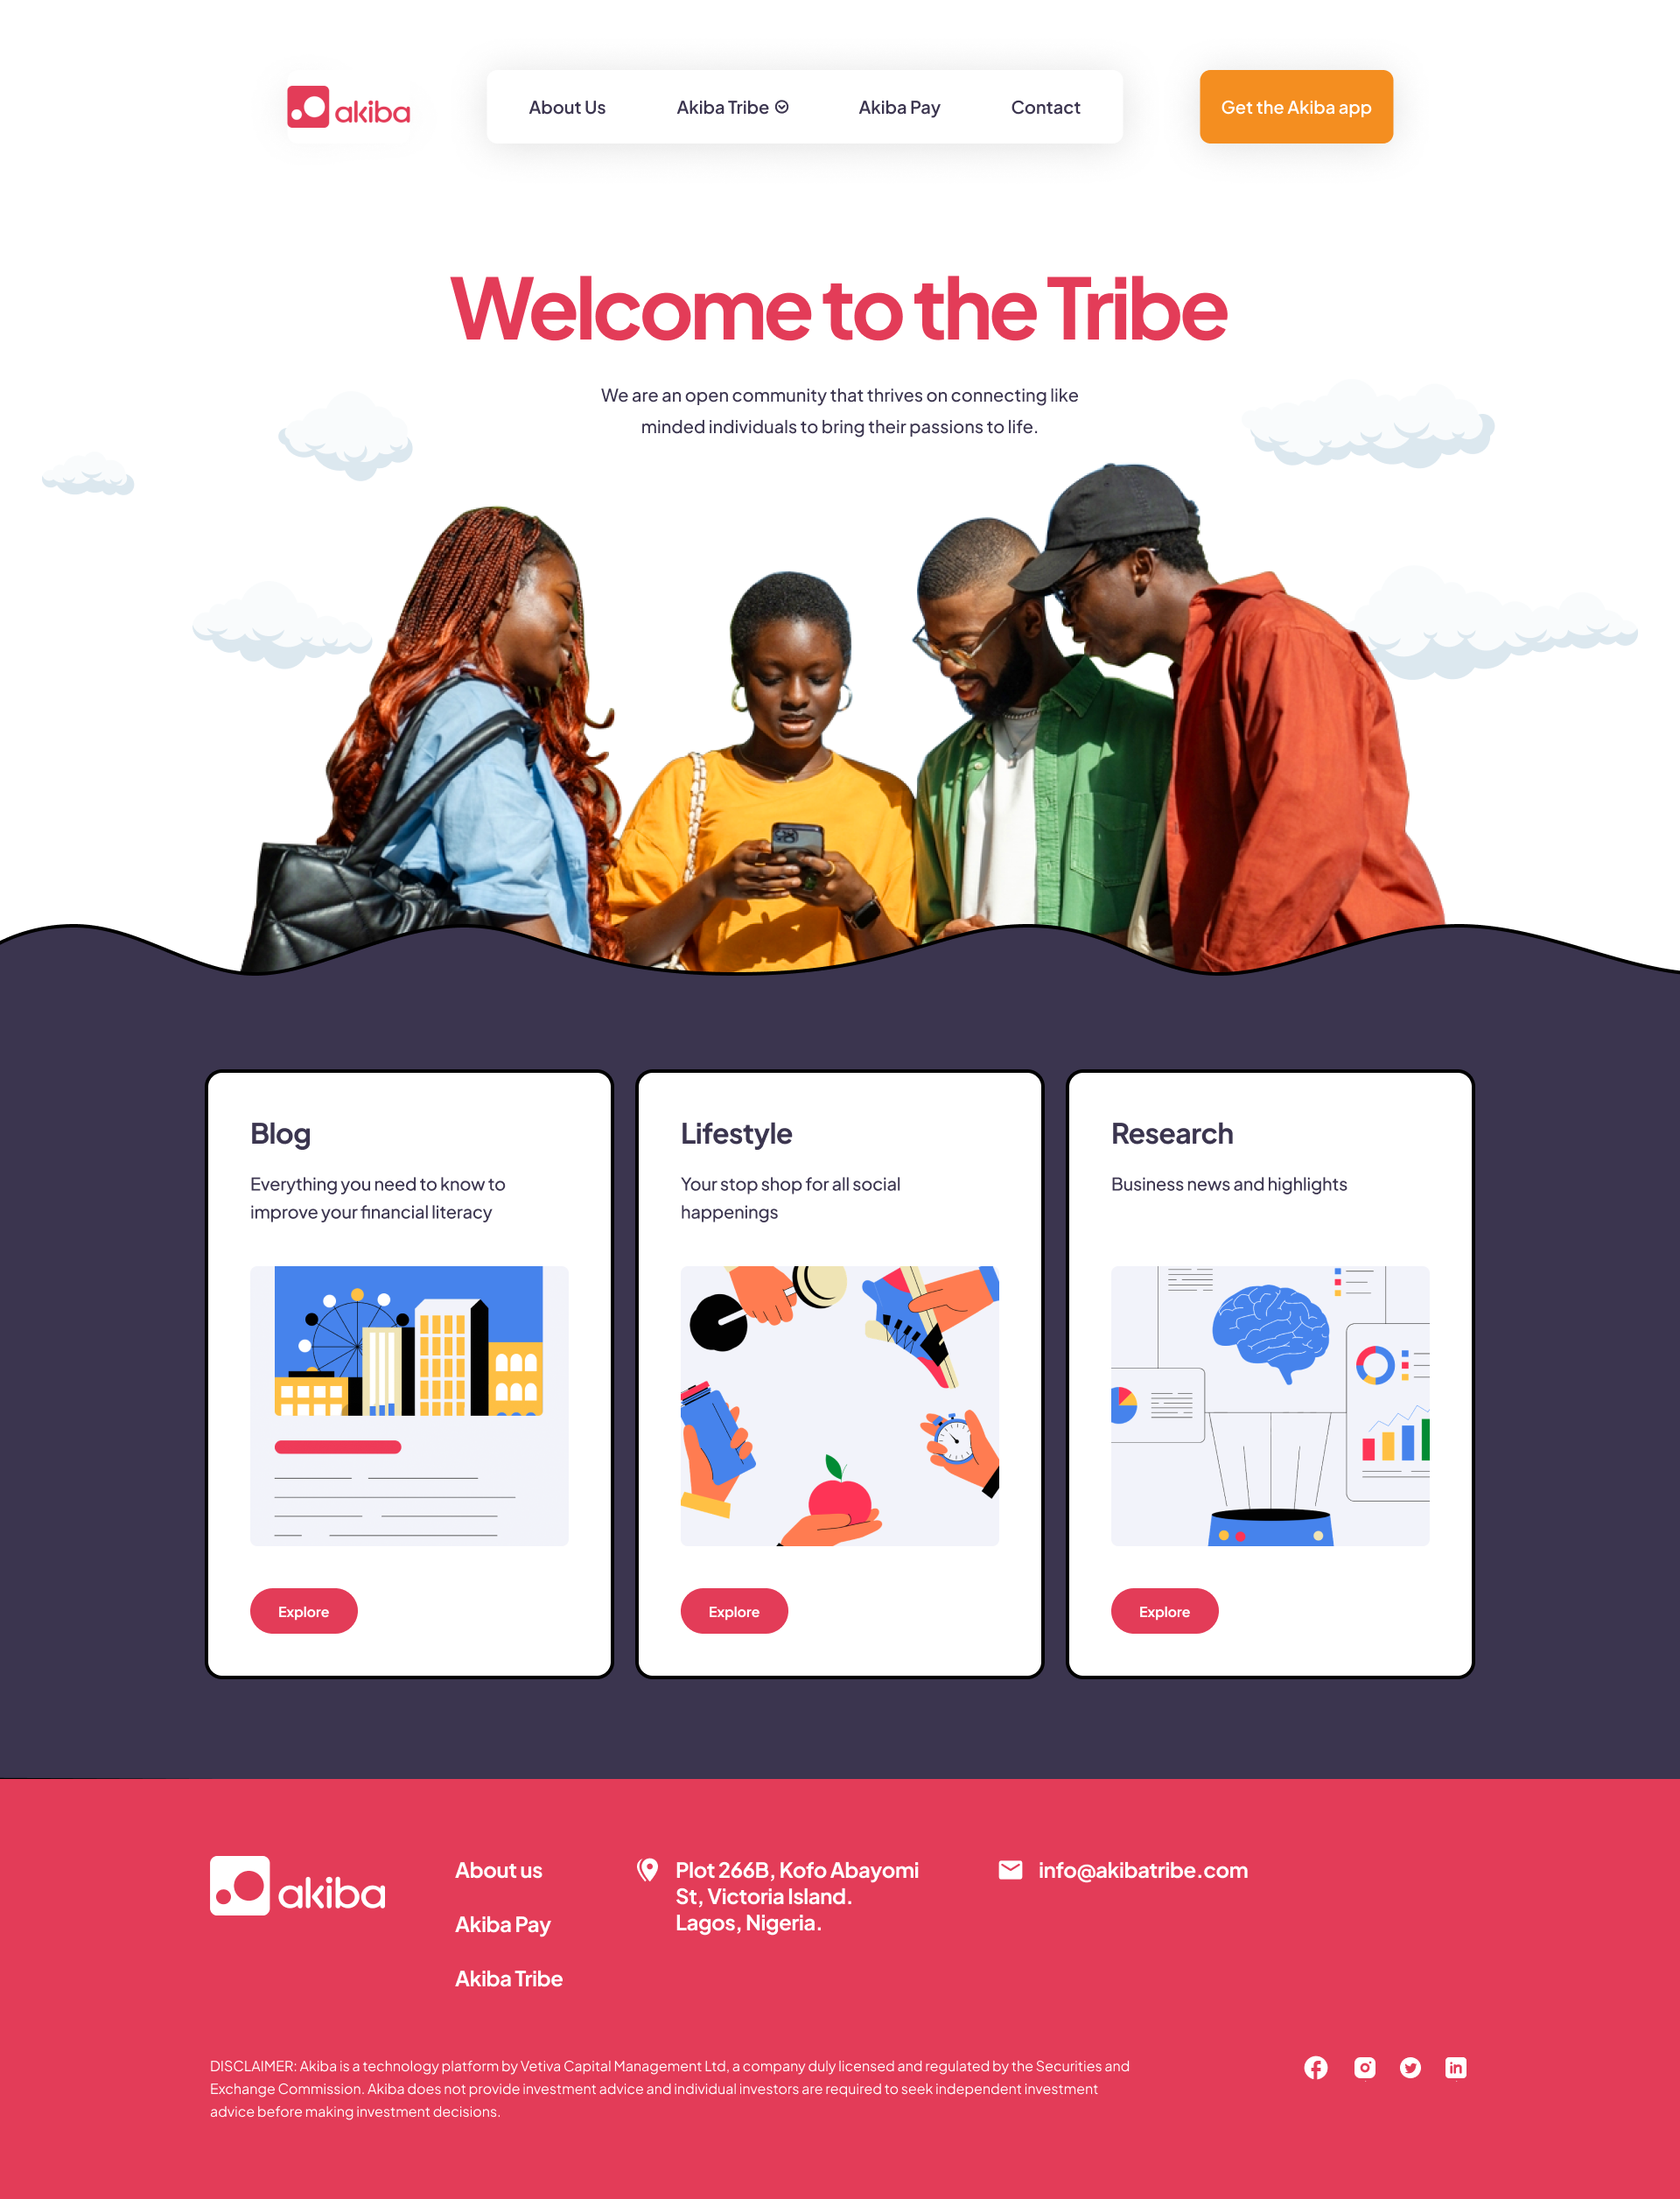 akiba
About Us
Akiba Tribe
Akiba Pay
Contact
Get the Akiba app
Welcome to the Tribe
We are an open community that thrives on connecting like
minded individuals to bring their passions to life.
Blog
Everything you need to know to
improve your financial literacy
Explore
Lifestyle
Your stop shop for all social
happenings
Explore
Research
Business news and highlights
Explore
akiba
About us
Akiba Pay
Akiba Tribe
Plot 266B, Kofo Abayomi
St, Victoria Island.
Lagos, Nigeria.
info@akibatribe.com
DISCLAIMER: Akiba is a technology platform by Vetiva Capital Management Ltd, a company duly licensed and regulated by the Securities and
Exchange Commission. Akiba does not provide investment advice and individual investors are required to seek independent investment
advice before making investment decisions.